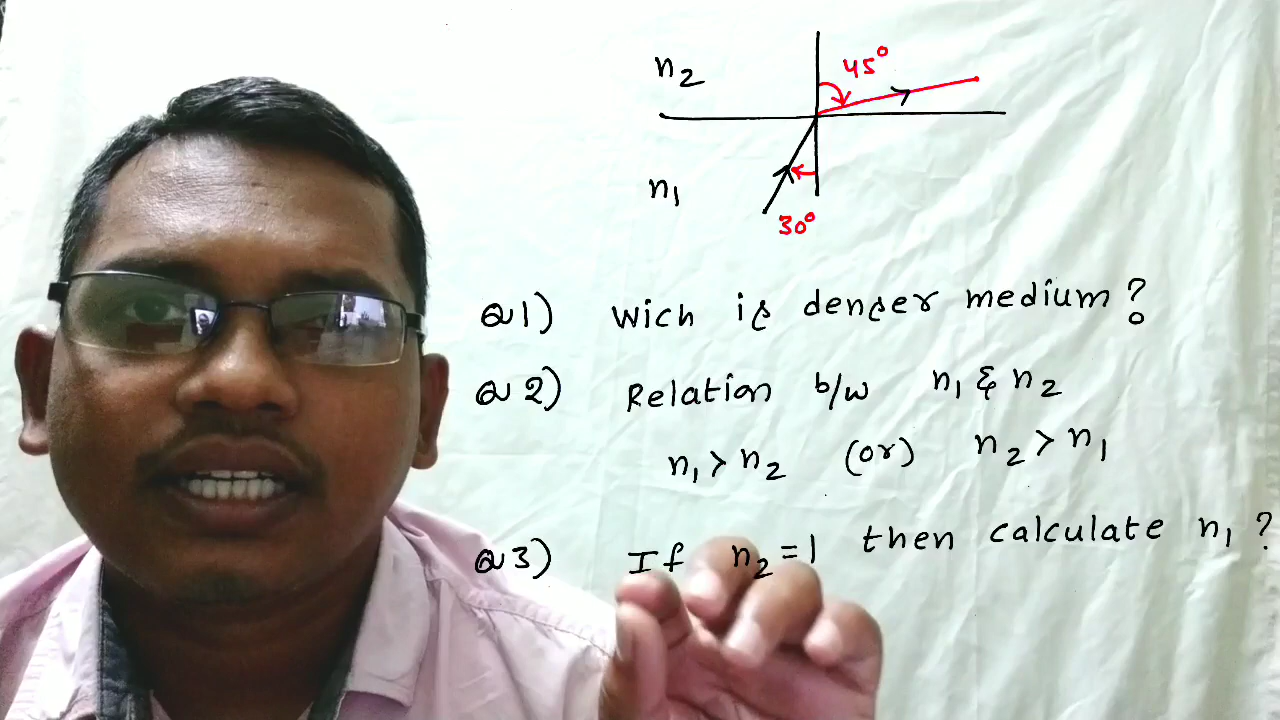 n2
45°
n1
30°
Q1) Wich is denser medium?
Q2) Relation b/w n1 & n2
n1 > n2 (or) n2 > n1
Q3) If n2 = 1 then calculate n1?